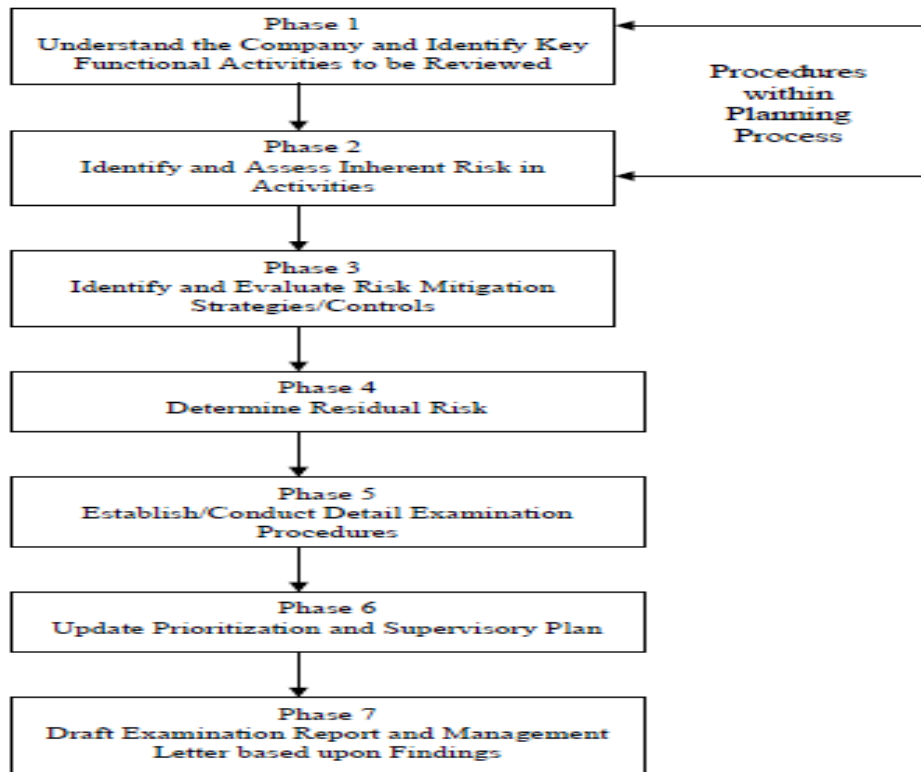 Phase 1
Understand the Company and Identify Key
Functional Activities to be Reviewed
Procedures
within
Planning
Process
Phase 2
Identify and Assess Inherent Risk in
Activities
Phase 3
Identify and Evaluate Risk Mitigation
Strategies/Controls
Phase 4
Determine Residual Risk
Phase 5
Establish/Conduct Detail Examination
Procedures
Phase 6
Update Prioritization and Supervisory Plan
Phase 7
Draft Examination Report and Management
Letter based upon Findings